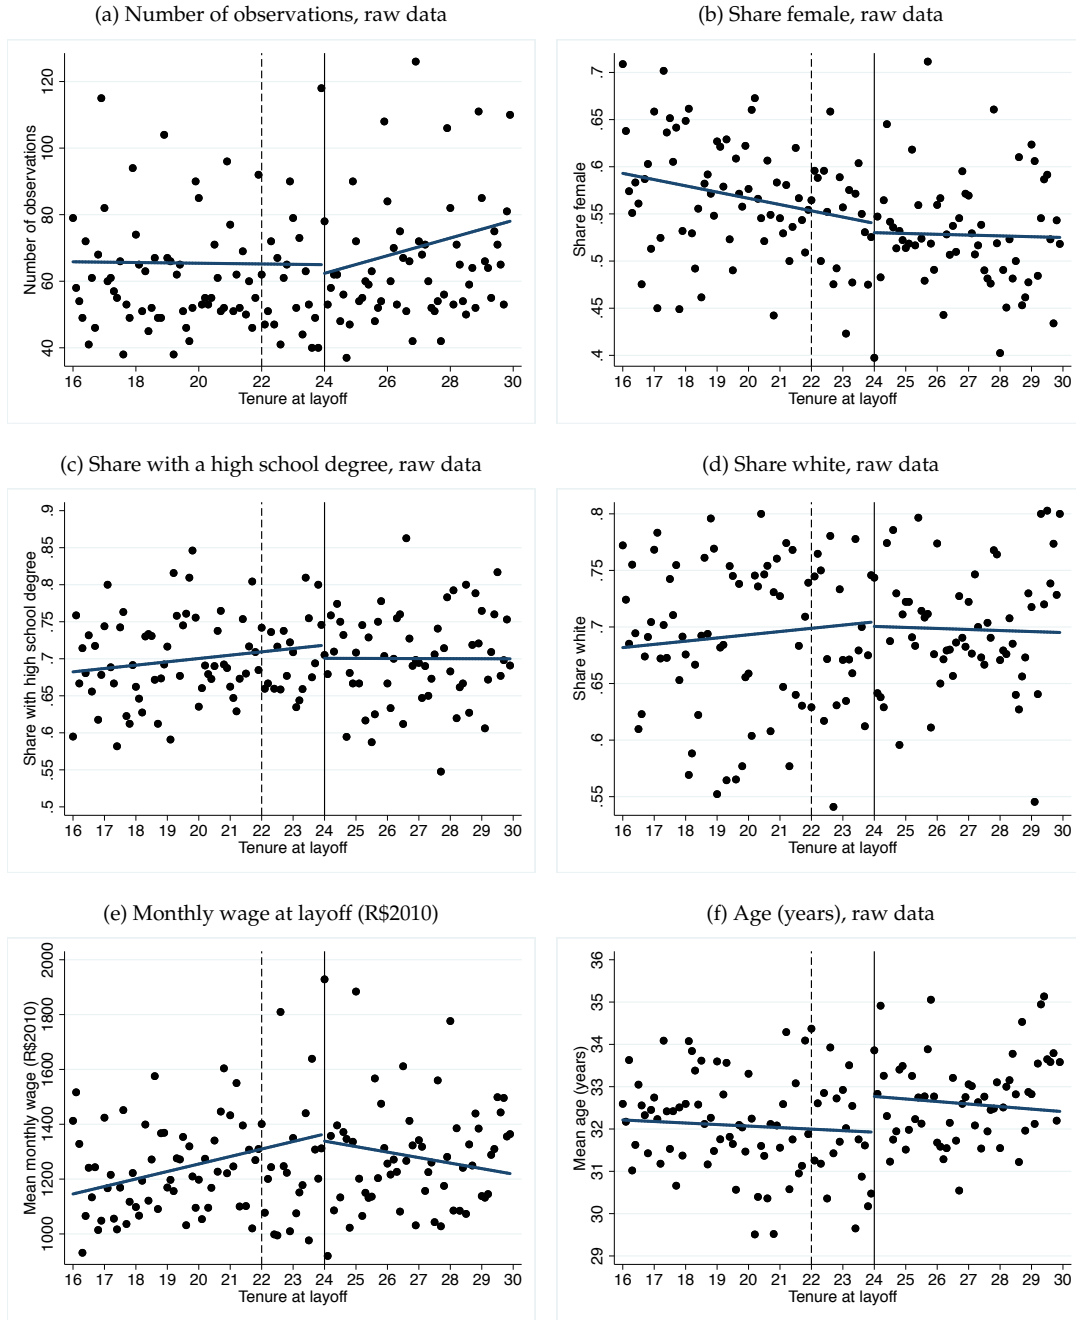 (a) Number of observations, raw data
Number of observations
120
100
80
60
40
16 18 20 22 24 26 28 30
Tenure at layoff
(b) Share female, raw data
Share female
.7
.65
.6
.55
.5
.45
.4
16 17 18 19 20 21 22 23 24 25 26 27 28 29 30
Tenure at layoff
(c) Share with a high school degree, raw data
Share with high school degree
.9
.85
.8
.75
.7
.65
.6
.55
.5
16 17 18 19 20 21 22 23 24 25 26 27 28 29 30
Tenure at layoff
(d) Share white, raw data
Share white
.8
.75
.7
.65
.6
.55
16 17 18 19 20 21 22 23 24 25 26 27 28 29 30
Tenure at layoff
(e) Monthly wage at layoff (R$2010)
Mean monthly wage (R$2010)
2000
1800
1600
1400
1200
1000
16 17 18 19 20 21 22 23 24 25 26 27 28 29 30
Tenure at layoff
(f) Age (years), raw data
Mean age (years)
36
35
34
33
32
31
30
29
16 17 18 19 20 21 22 23 24 25 26 27 28 29 30
Tenure at layoff